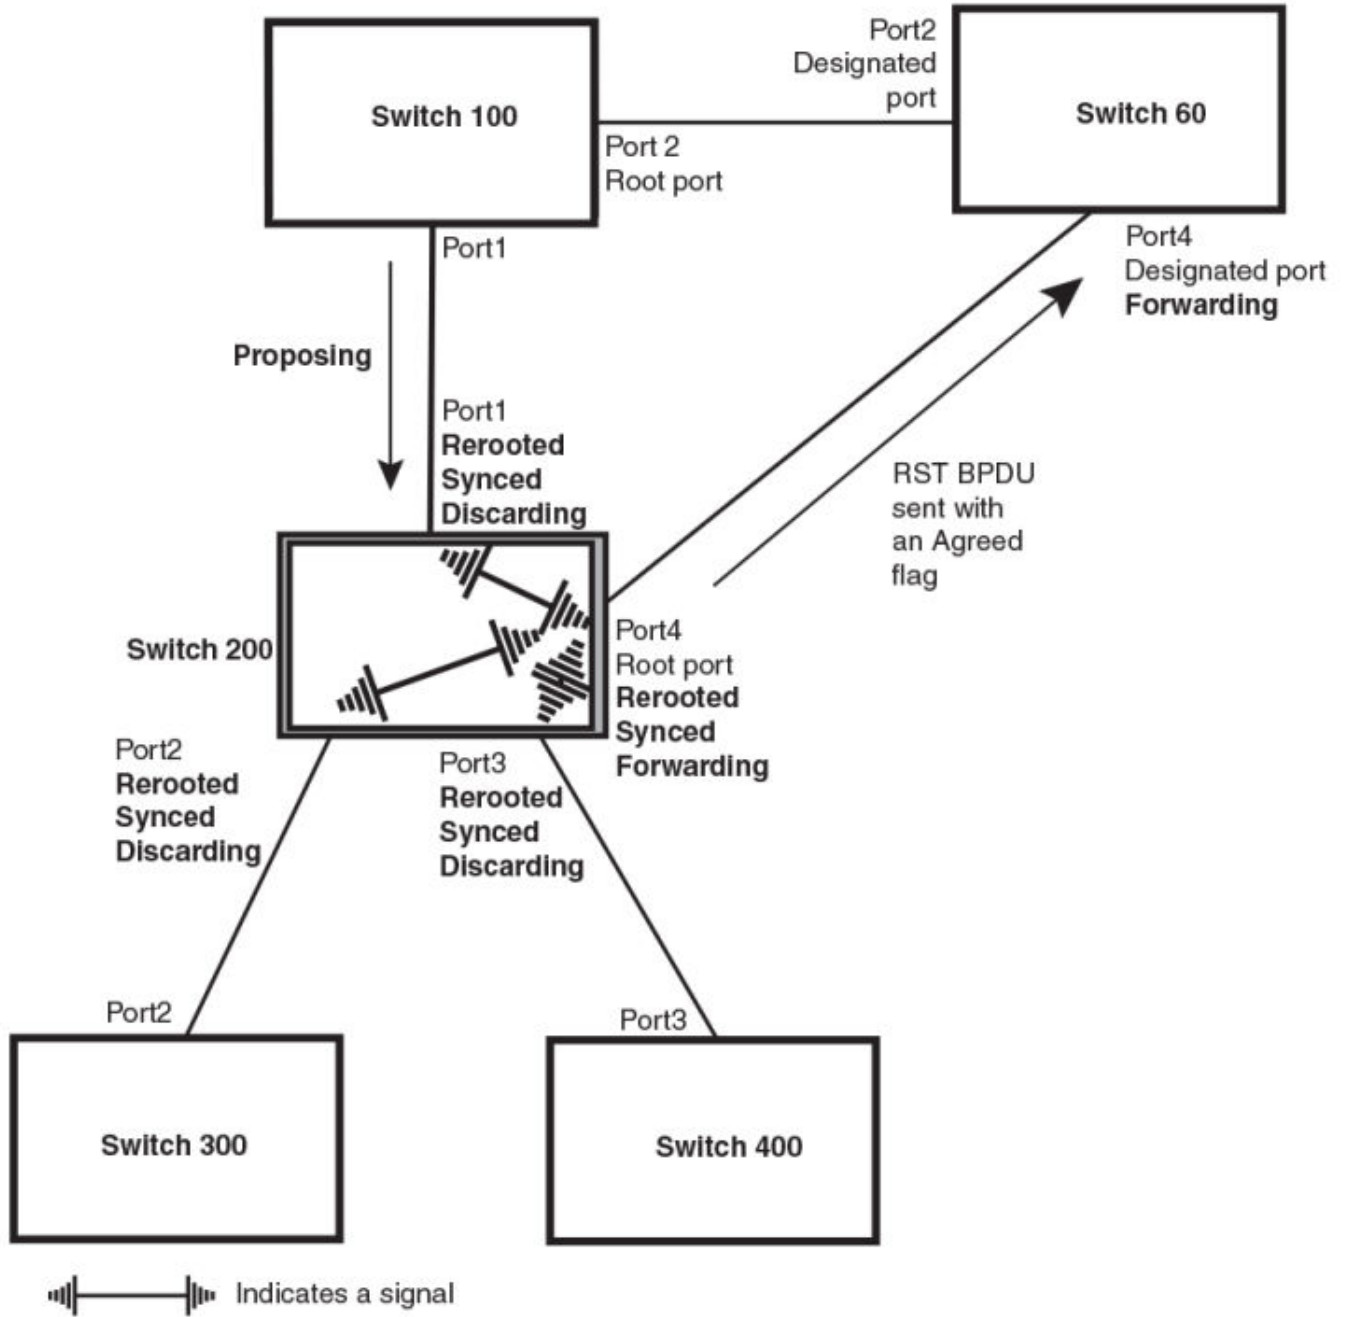 Port2
Designated
port
Switch 100
Switch 60
Port 2
Root port
Port1
Port4
Designated port
Forwarding
Proposing
Port1
Rerooted
Synced
Discarding
RST BPDU
sent with
an Agreed
flag
Switch 200
Port4
Root port
Rerooted
Synced
Forwarding
Port2
Rerooted
Synced
Discarding
Port3
Rerooted
Synced
Discarding
Port2
Port3
Switch 300
Switch 400
Indicates a signal